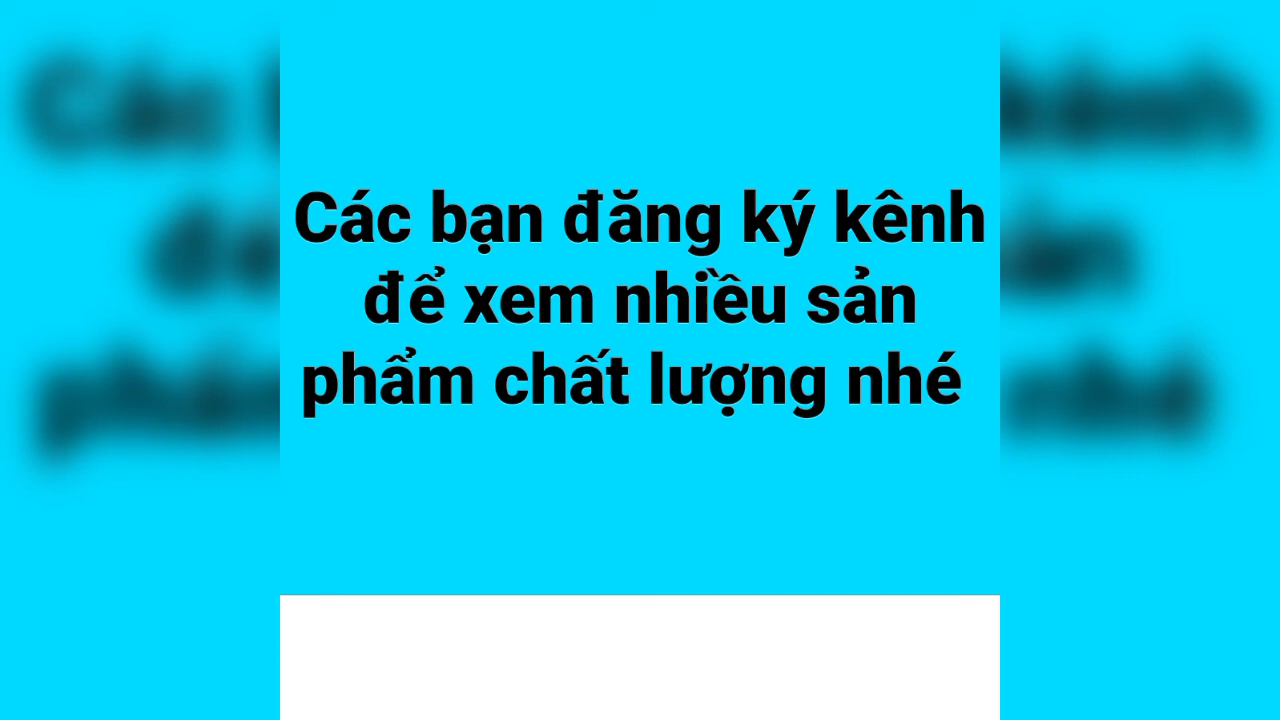 Các bạn đăng ký kênh
để xem nhiều sản
phẩm chất lượng nhé